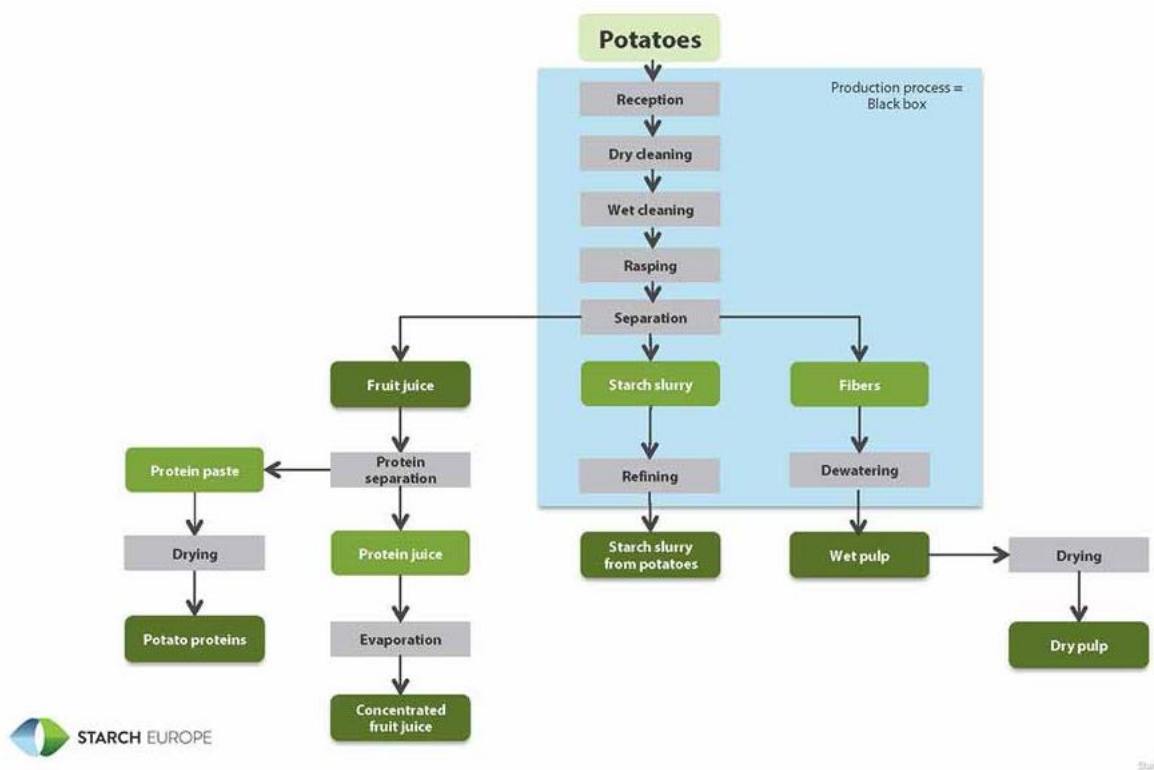 Potatoes
Production process =
Black box
Reception
Dry cleaning
Wet cleaning
Rasping
Separation
Fruit juice
Starch slurry
Fibers
Protein paste
Protein
separation
Refining
Dewatering
Drying
Protein juice
Starch slurry
from potatoes
Wet pulp
Drying
Potato proteins
Evaporation
Dry pulp
Concentrated
fruit juice
STARCH EUROPE